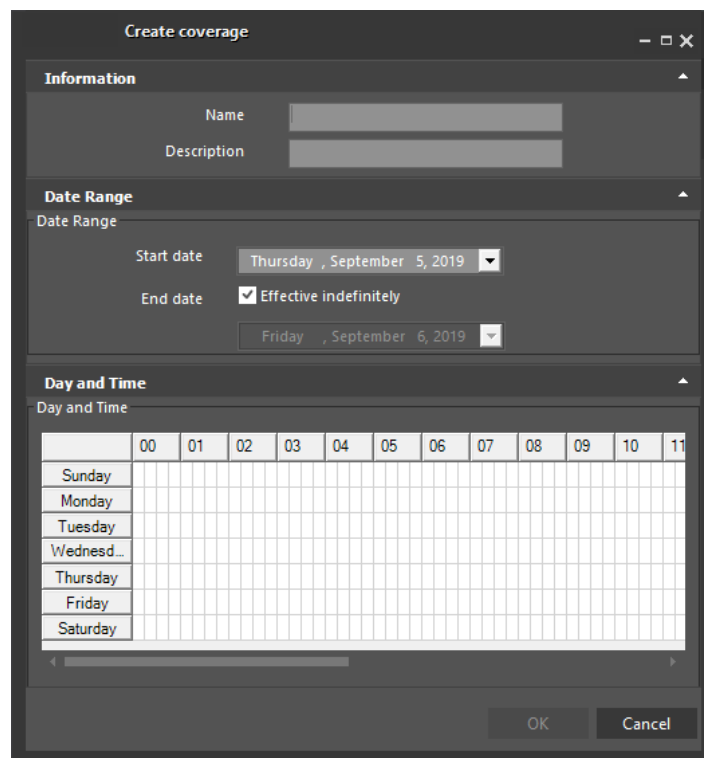 Create coverage
Information
Name
Description
Date Range
Date Range
Start date Thursday , September 5, 2019
End date Effective indefinitely
Friday , September 6, 2019
Day and Time
Day and Time
00 01 02 03 04 05 06 07 08 09 10 11
Sunday
Monday
Tuesday
Wednesd...
Thursday
Friday
Saturday
OK Cancel